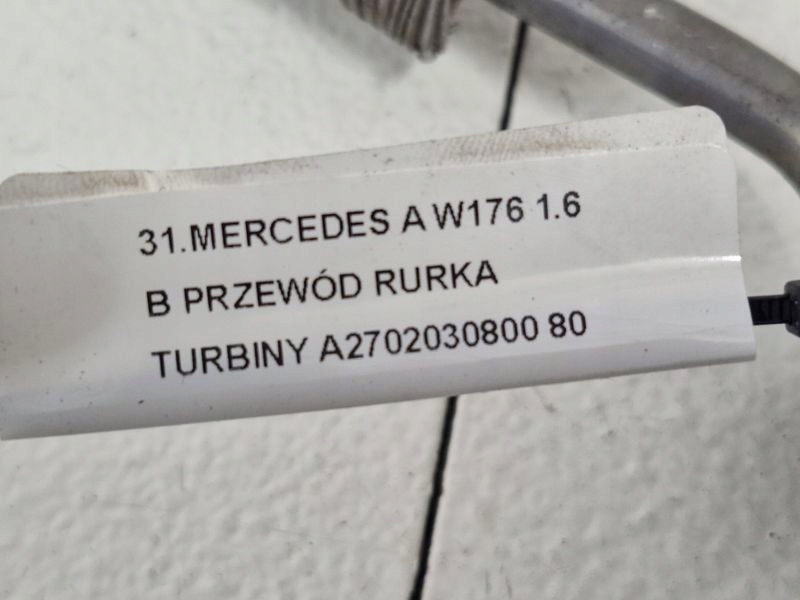 31.MERCEDES A W176 1.6
B PRZEWÓD RURKA
TURBINY A2702030800 80